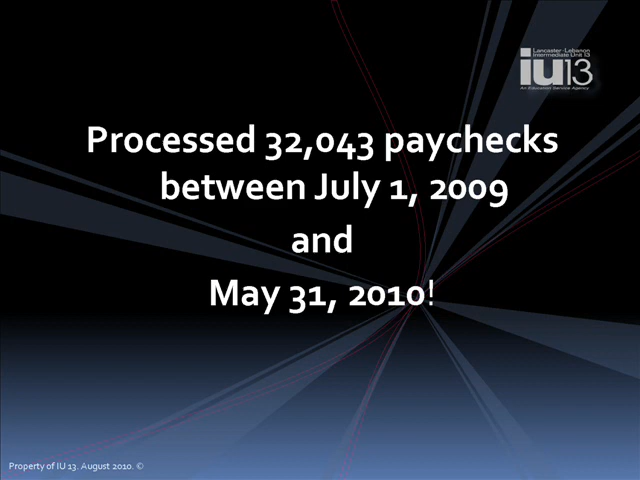 Lancaster-Lebanon
Intermediate Unit 13
iu13
An Education Service Agency
Processed 32,043 paychecks
between July 1, 2009
and
May 31, 2010!
Property of IU 13. August 2010. ©